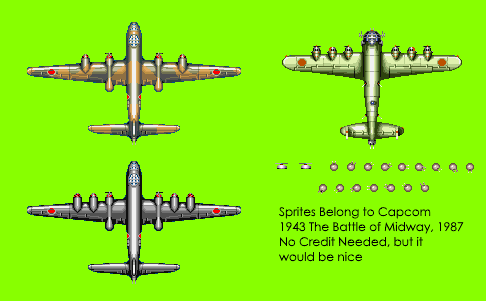 Sprites Belong to Capcom
1943 The Battle of Midway, 1987
No Credit Needed, but it
would be nice